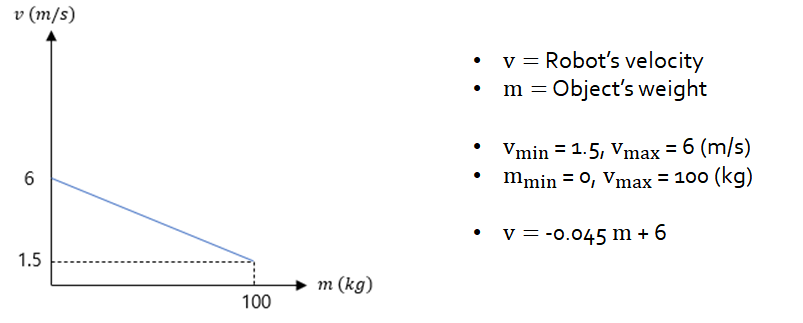 v (m/s)
6
1.5
100
m (kg)
• v = Robot's velocity
• m = Object's weight
• vmin = 1.5, vmax = 6 (m/s)
• mmin = 0, vmax = 100 (kg)
• v = -0.045 m + 6